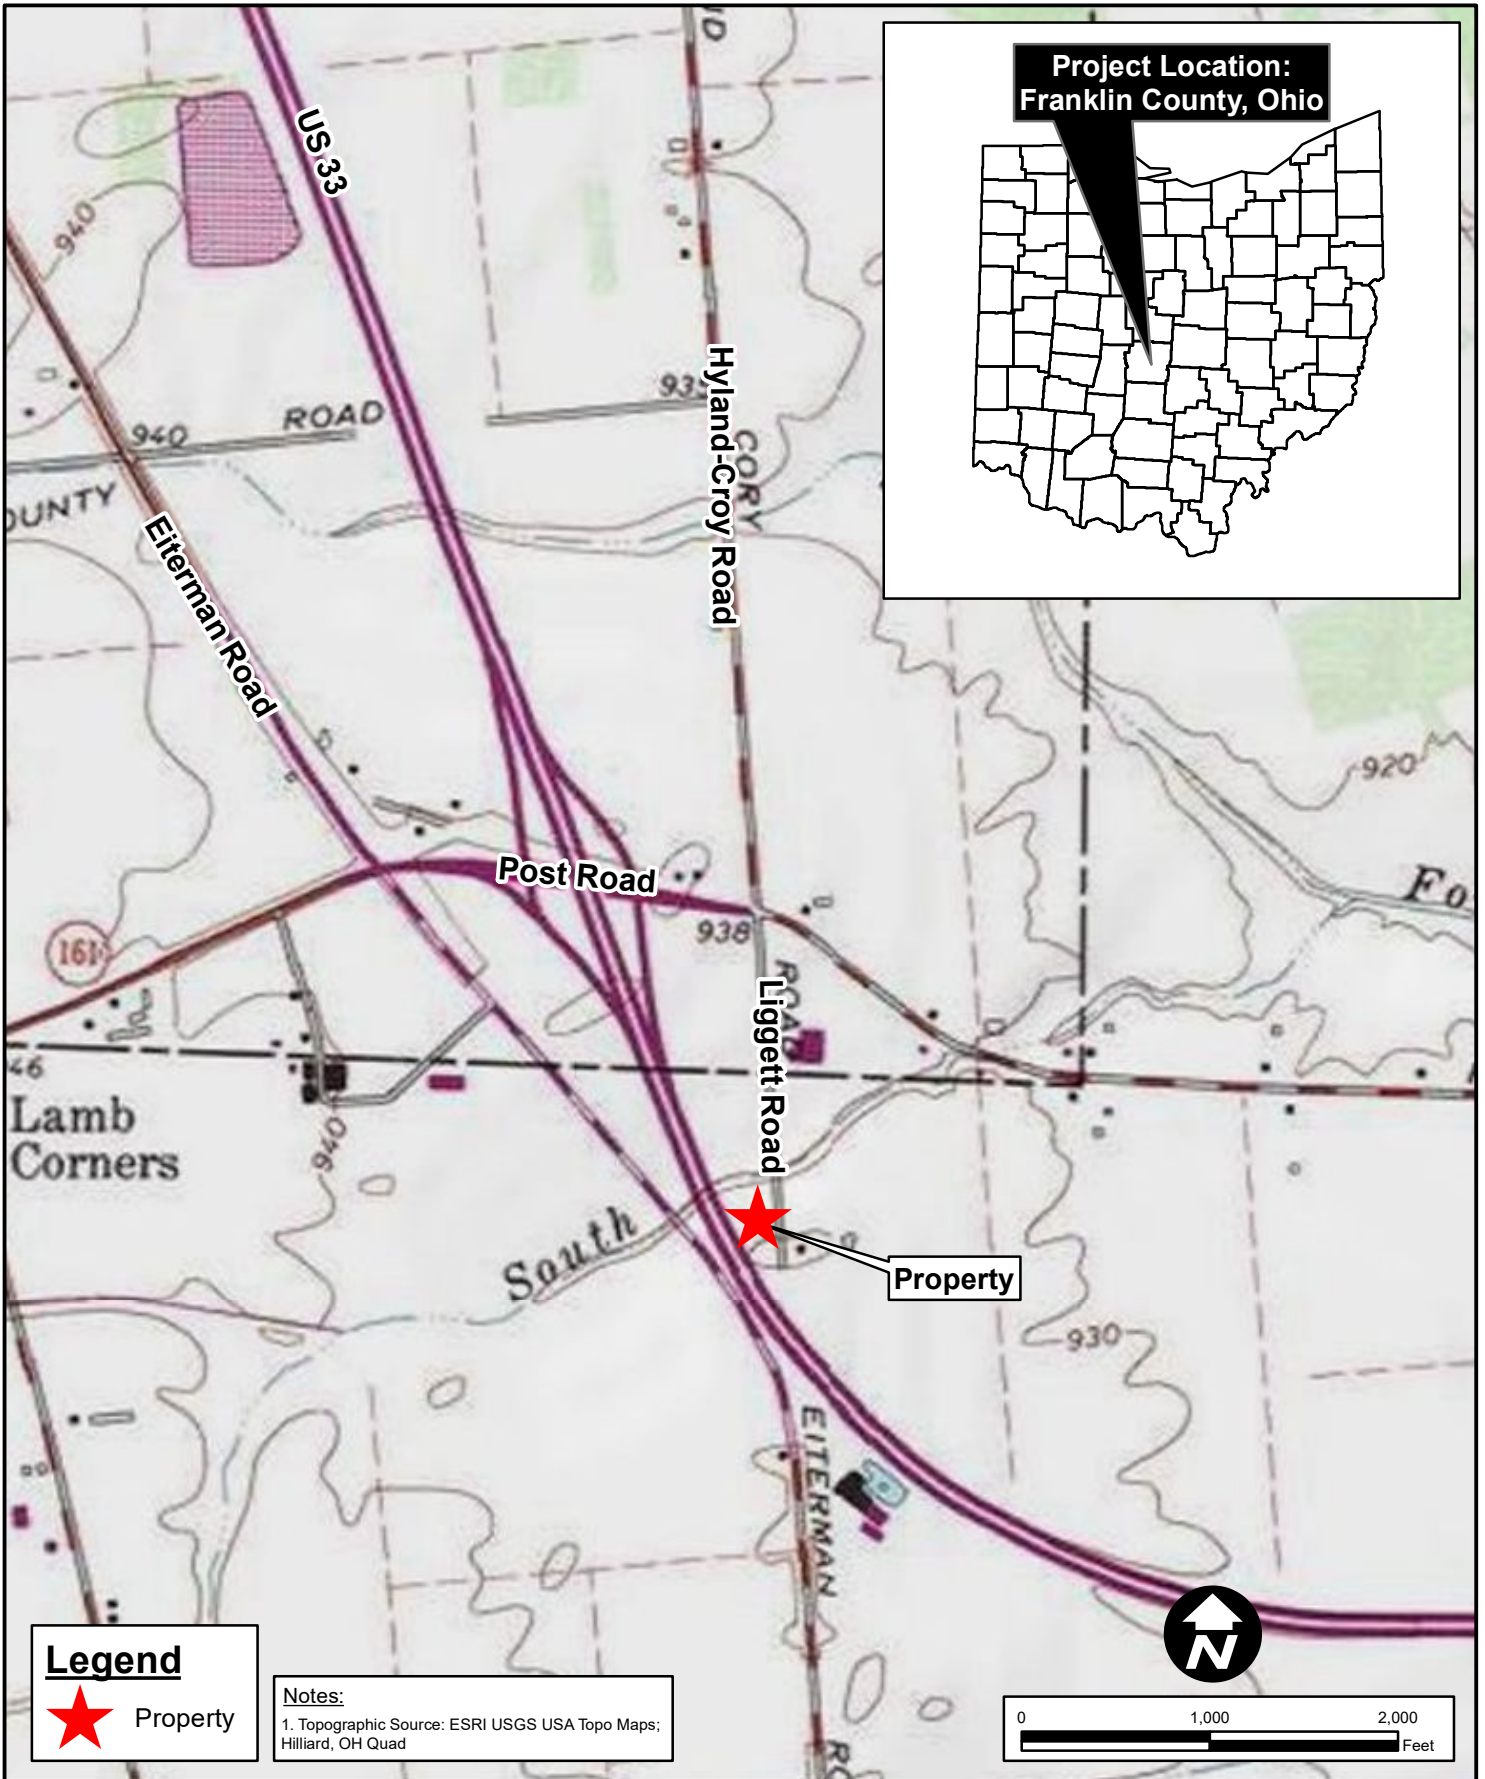 Project Location:
Franklin County, Ohio
US 33
940
935
ROAD
940
Hyland-Croy Road
CORY
OUNTY
Eiterman Road
920
Post Road
Fo
938
161
ROAD
Liggett Road
46
Lamb
Corners
940
South
Property
930
EITERMAN
N
Legend
Property
Notes:
1. Topographic Source: ESRI USGS USA Topo Maps;
Hilliard, OH Quad
0 1,000 2,000
Feet